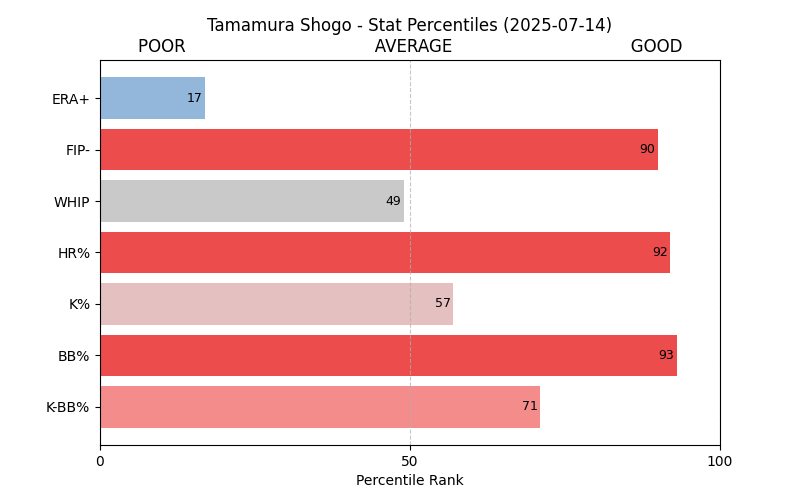 Tamamura Shogo - Stat Percentiles (2025-07-14)
POOR AVERAGE GOOD
ERA+ 17
FIP- 90
WHIP 49
HR% 92
K% 57
BB% 93
K-BB% 71
0 50 100
Percentile Rank